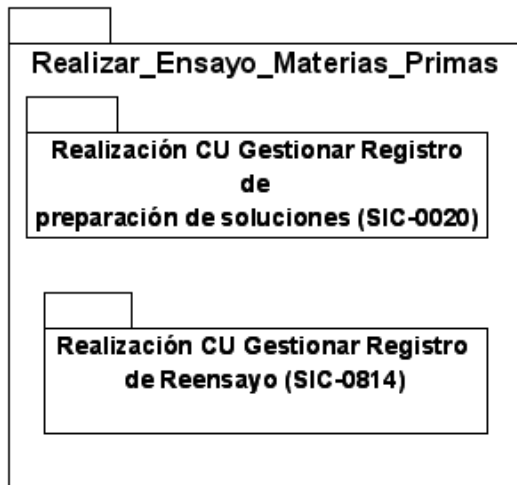 Realizar_Ensayo_Materias_Primas
Realización CU Gestionar Registro
de
preparación de soluciones (SIC-0020)
Realización CU Gestionar Registro
de Reensayo (SIC-0814)